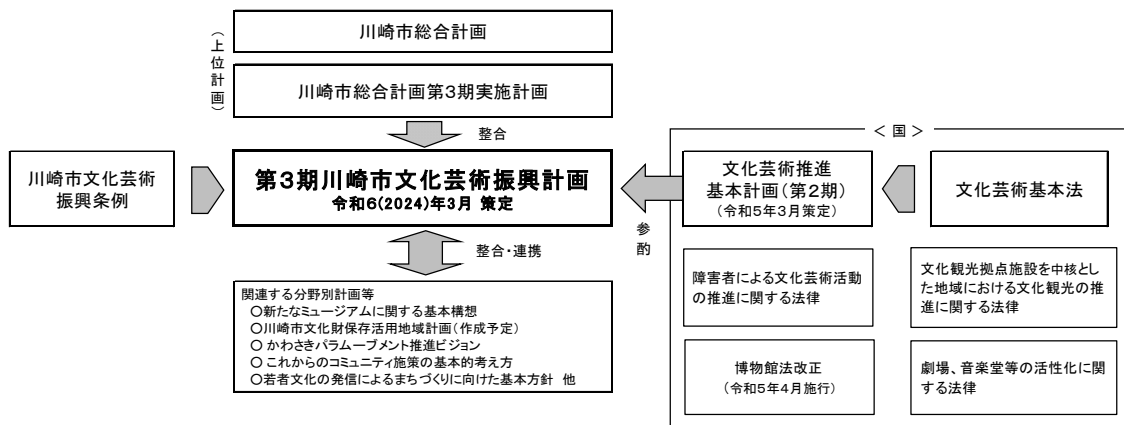 （上位計画）
川崎市総合計画
川崎市総合計画第３期実施計画
整合
＜ 国 ＞
川崎市文化芸術
振興条例
第３期川崎市文化芸術振興計画
令和６(2024)年３月 策定
文化芸術推進
基本計画(第２期)
（令和５年３月策定）
文化芸術基本法
参酌
整合・連携
関連する分野別計画等
〇新たなミュージアムに関する基本構想
〇川崎市文化財保存活用地域計画（作成予定）
〇 かわさきパラムーブメント推進ビジョン
〇 これからのコミュニティ施策の基本的考え方
〇若者文化の発信によるまちづくりに向けた基本方針 他
障害者による文化芸術活動
の推進に関する法律
文化観光拠点施設を中核とし
た地域における文化観光の推
進に関する法律
博物館法改正
（令和５年４月施行）
劇場、音楽堂等の活性化に関
する法律